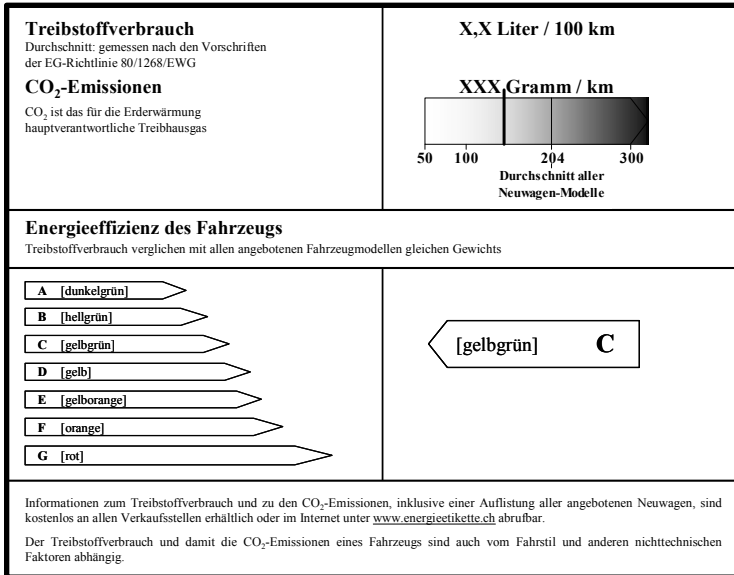 Treibstoffverbrauch
Durchschnitt: gemessen nach den Vorschriften
der EG-Richtlinie 80/1268/EWG
X,X Liter / 100 km
CO₂-Emissionen
CO₂ ist das für die Erderwärmung
hauptverantwortliche Treibhausgas
XXX Gramm / km
50 100 204 300
Durchschnitt aller
Neuwagen-Modelle
Energieeffizienz des Fahrzeugs
Treibstoffverbrauch verglichen mit allen angebotenen Fahrzeugmodellen gleichen Gewichts
A [dunkelgrün]
B [hellgrün]
C [gelbgrün]
D [gelb]
E [gelborange]
F [orange]
G [rot]
[gelbgrün] C
Informationen zum Treibstoffverbrauch und zu den CO₂-Emissionen, inklusive einer Auflistung aller angebotenen Neuwagen, sind
kostenlos an allen Verkaufsstellen erhältlich oder im Internet unter www.energieetikette.ch abrufbar.
Der Treibstoffverbrauch und damit die CO₂-Emissionen eines Fahrzeugs sind auch vom Fahrstil und anderen nichttechnischen
Faktoren abhängig.